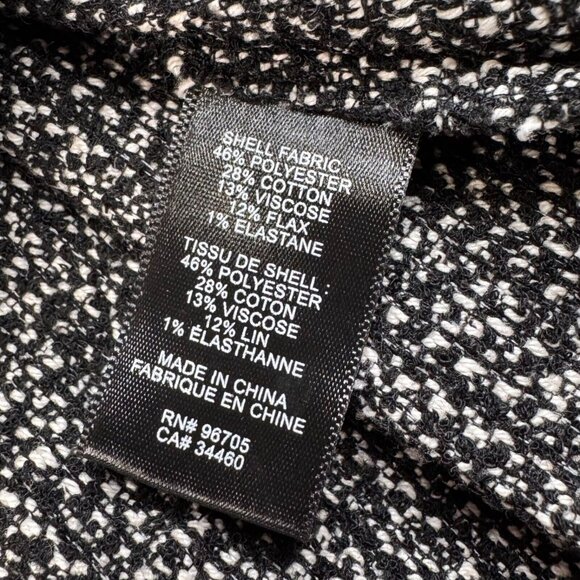 SHELL FABRIC:
46% POLYESTER
28% COTTON
13% VISCOSE
12% FLAX
1% ELASTANE
TISSU DE SHELL :
46% POLYESTER
28% COTON
13% VISCOSE
12% LIN
1% ÉLASTHANNE
MADE IN CHINA
FABRIQUE EN CHINE
RN# 96705
CA# 34460